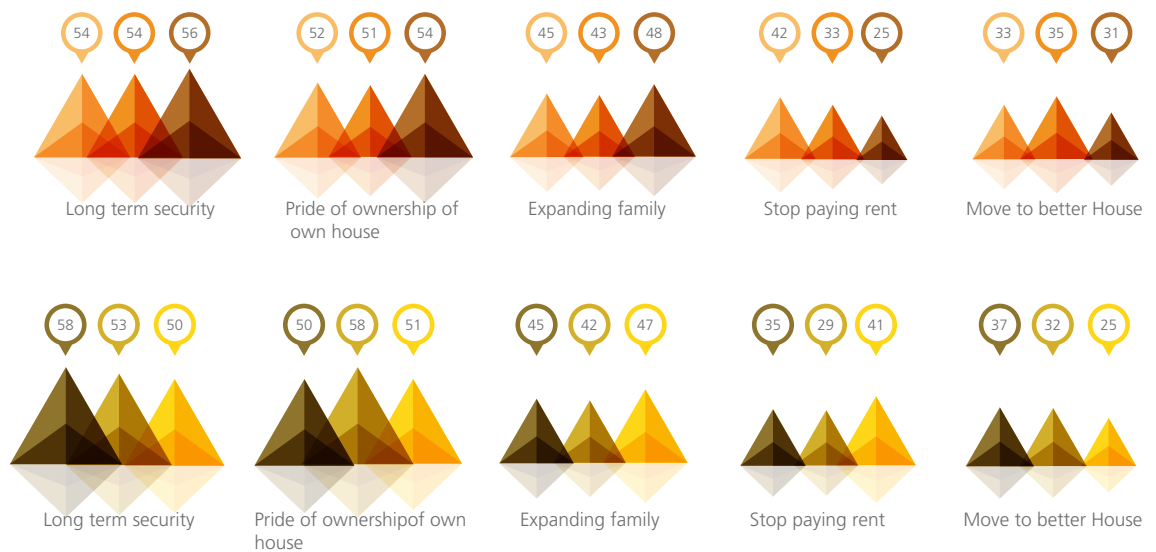 54 54 56 52 51 54 45 43 48 42 33 25 33 35 31
Long term security
Pride of ownership of
own house
Expanding family
Stop paying rent
Move to better House
58 53 50 50 58 51 45 42 47 35 29 41 37 32 25
Long term security
Pride of ownershipof own
house
Expanding family
Stop paying rent
Move to better House